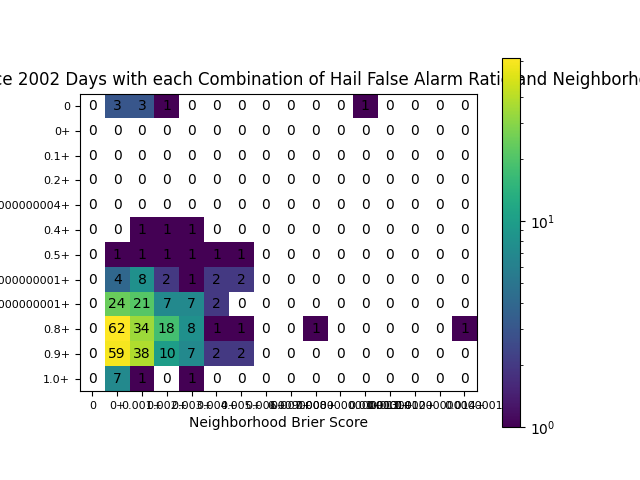 ce 2002 Days with each Combination of Hail False Alarm Ratio and Neighborho
0 0 3 3 1 0 0 0 0 0 0 0 1 0 0 0 0
0+ 0 0 0 0 0 0 0 0 0 0 0 0 0 0 0 0
0.1+ 0 0 0 0 0 0 0 0 0 0 0 0 0 0 0 0
0.2+ 0 0 0 0 0 0 0 0 0 0 0 0 0 0 0 0
000000004+ 0 0 0 0 0 0 0 0 0 0 0 0 0 0 0 0
0.4+ 0 0 1 1 1 0 0 0 0 0 0 0 0 0 0 0
0.5+ 0 1 1 1 1 1 1 0 0 0 0 0 0 0 0 0
000000001+ 0 4 8 2 1 2 2 0 0 0 0 0 0 0 0 0
000000001+ 0 24 21 7 7 2 0 0 0 0 0 0 0 0 0 0
0.8+ 0 62 34 18 8 1 1 0 0 1 0 0 0 0 0 1
0.9+ 0 59 38 10 7 2 2 0 0 0 0 0 0 0 0 0
1.0+ 0 7 1 0 1 0 0 0 0 0 0 0 0 0 0 0
0 0+ 0.001+ 0.002+ 0.003+ 0.004+ 0.005+
Neighborhood Brier Score
10¹
10⁰